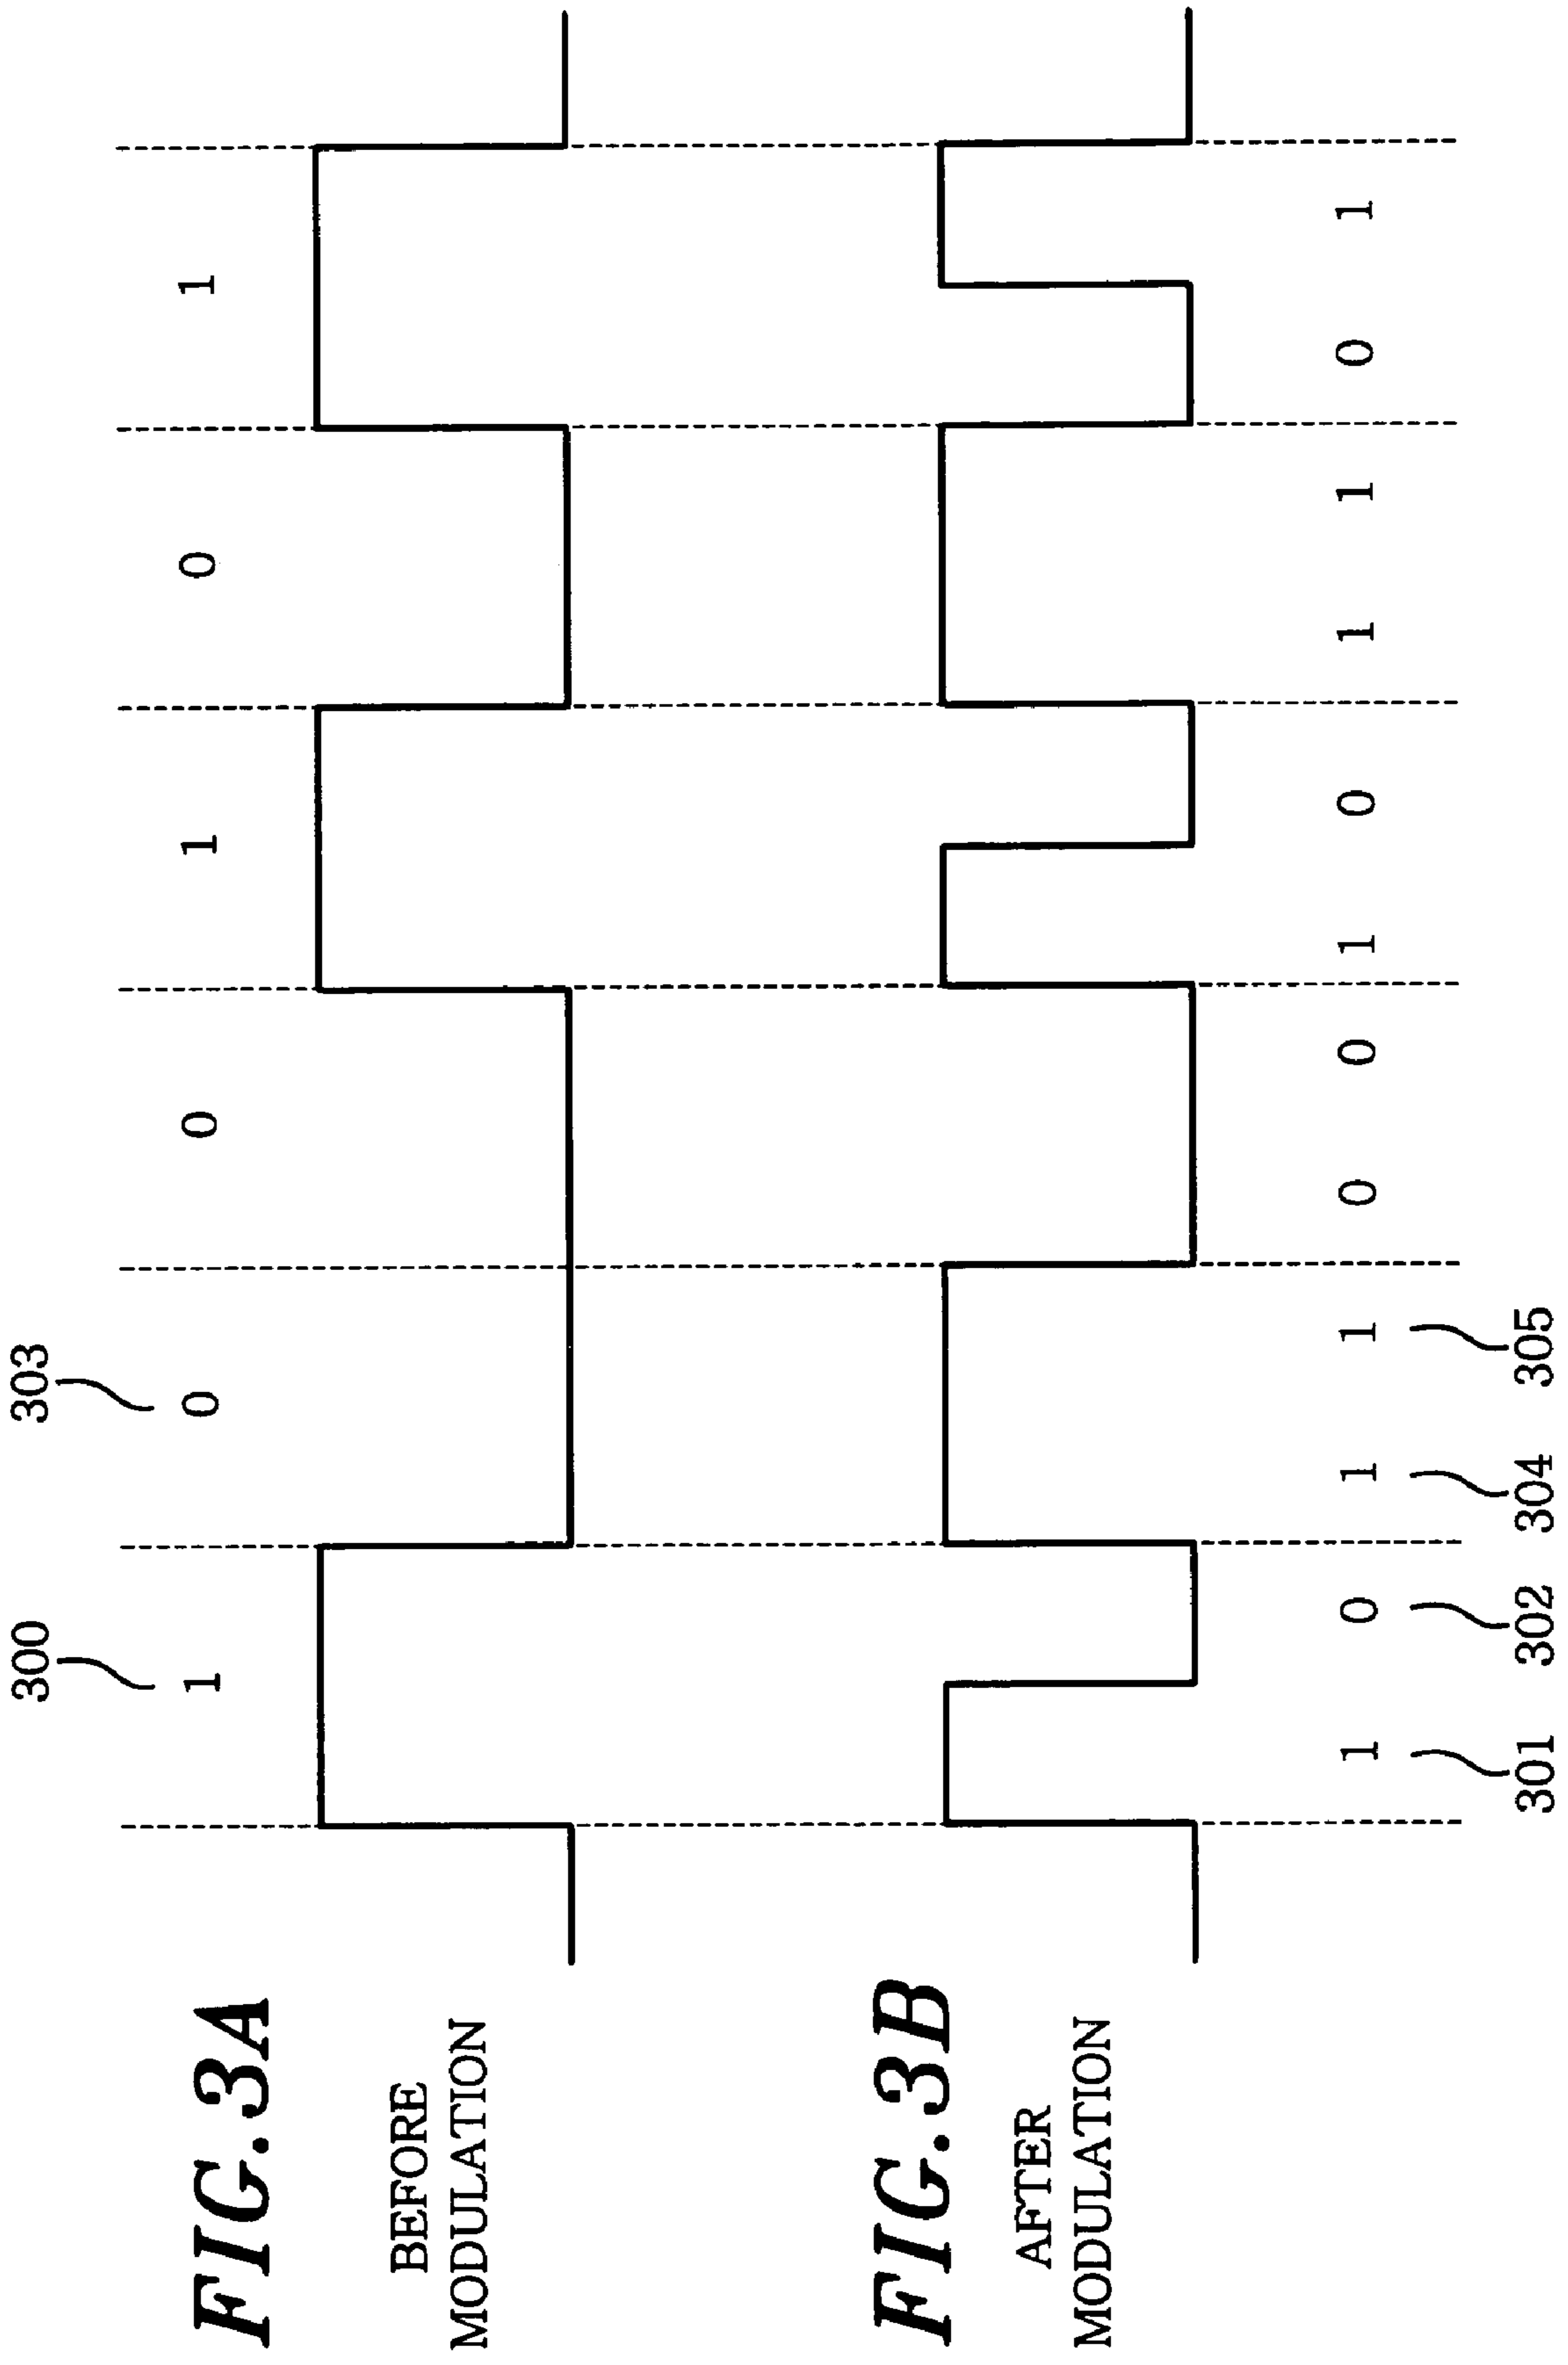 300 303
FIG.3A 1 0 0 1 0 1
BEFORE
MODULATION
FIG.3B
AFTER
MODULATION
1 0 1 1 0 0 1 0 1 1 0 1
301 302 304 305